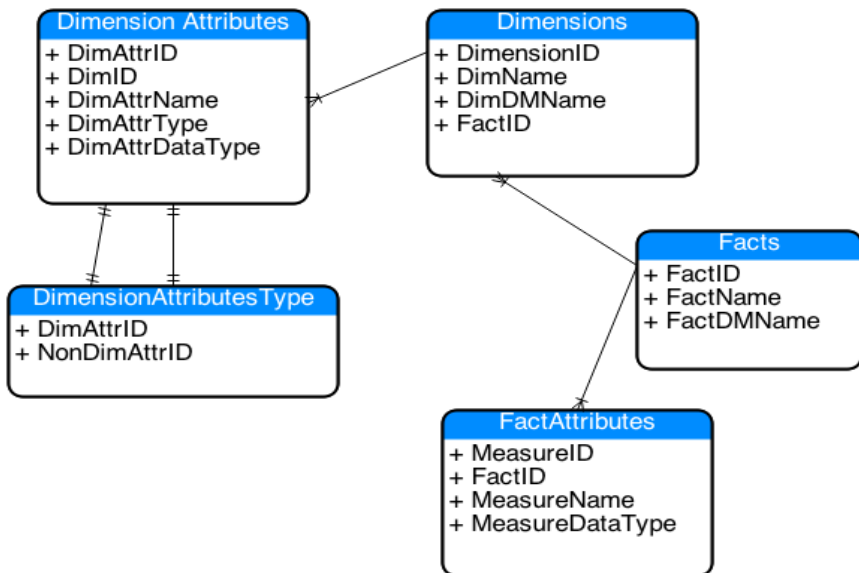 Dimension Attributes
+ DimAttrID
+ DimID
+ DimAttrName
+ DimAttrType
+ DimAttrDataType
Dimensions
+ DimensionID
+ DimName
+ DimDMName
+ FactID
Facts
+ FactID
+ FactName
+ FactDMName
DimensionAttributesType
+ DimAttrID
+ NonDimAttrID
FactAttributes
+ MeasureID
+ FactID
+ MeasureName
+ MeasureDataType